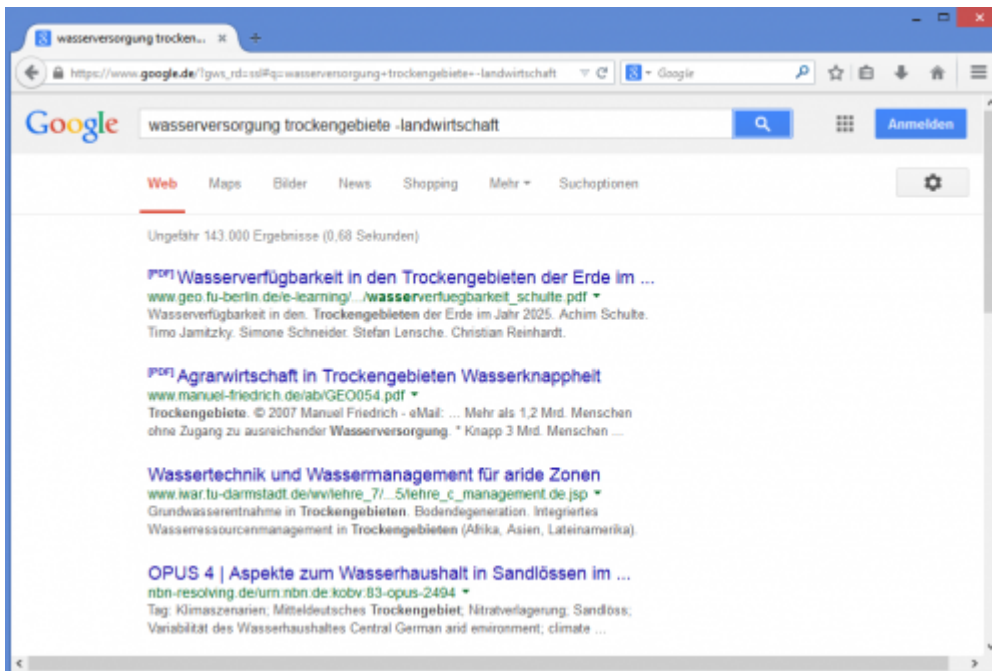 wasserversorgung trocken...
https://www.google.de/?gws_rd=ssl#q=wasserversorgung+trockengebiete+-landwirtschaft
Google
Google
wasserversorgung trockengebiete -landwirtschaft
Anmelden
Web Maps Bilder News Shopping Mehr Suchoptionen
Ungefähr 143.000 Ergebnisse (0,68 Sekunden)
[PDF] Wasserverfügbarkeit in den Trockengebieten der Erde im ...
www.geo.fu-berlin.de/e-learning/.../wasserverfuegbarkeit_schulte.pdf
Wasserverfügbarkeit in den. Trockengebieten der Erde im Jahr 2025. Achim Schulte.
Timo Jamitzky. Simone Schneider. Stefan Lensche. Christian Reinhardt.
[PDF] Agrarwirtschaft in Trockengebieten Wasserknappheit
www.manuel-friedrich.de/ab/GEO054.pdf
Trockengebiete. © 2007 Manuel Friedrich - eMail: ... Mehr als 1,2 Mrd. Menschen
ohne Zugang zu ausreichender Wasserversorgung. * Knapp 3 Mrd. Menschen ...
Wassertechnik und Wassermanagement für aride Zonen
www.iwar.tu-darmstadt.de/wv/lehre_7/...5/lehre_c_management.de.jsp
Grundwasserentnahme in Trockengebieten. Bodendegeneration. Integriertes
Wasserressourcenmanagement in Trockengebieten (Afrika, Asien, Lateinamerika).
OPUS 4 | Aspekte zum Wasserhaushalt in Sandlössen im ...
nbn-resolving.de/urn:nbn:de:kobv:83-opus-2494
Tag: Klimaszenarien; Mitteldeutsches Trockengebiet; Nitratverlagerung; Sandlöss;
Variabilität des Wasserhaushaltes Central German arid environment; climate ...